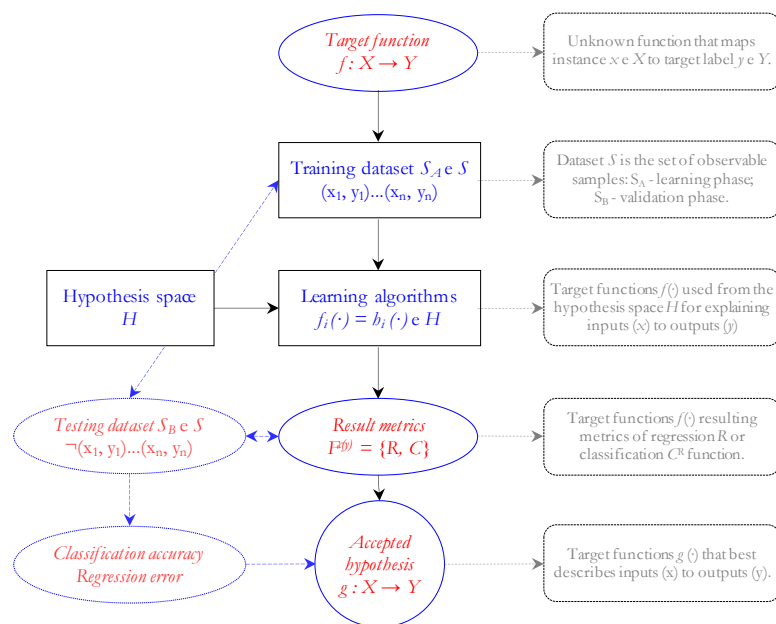 Target function
f : X → Y
Unknown function that maps
instance x e X to target label y e Y.
Training dataset S_A e S
(x₁, y₁)...(xₙ, yₙ)
Dataset S is the set of observable
samples: S_A - learning phase;
S_B - validation phase.
Hypothesis space
H
Learning algorithms
f_i (·) = h_i (·) e H
Target functions f(·) used from the
hypothesis space H for explaining
inputs (x) to outputs (y)
Testing dataset S_B e S
¬(x₁, y₁)...(xₙ, yₙ)
Result metrics
= {R, C}
Target functions f(·) resulting
metrics of regression R or
classification Cᴿ function.
Classification accuracy
Regression error
Accepted
hypothesis
g : X → Y
Target functions g (·) that best
describes inputs (x) to outputs (y).